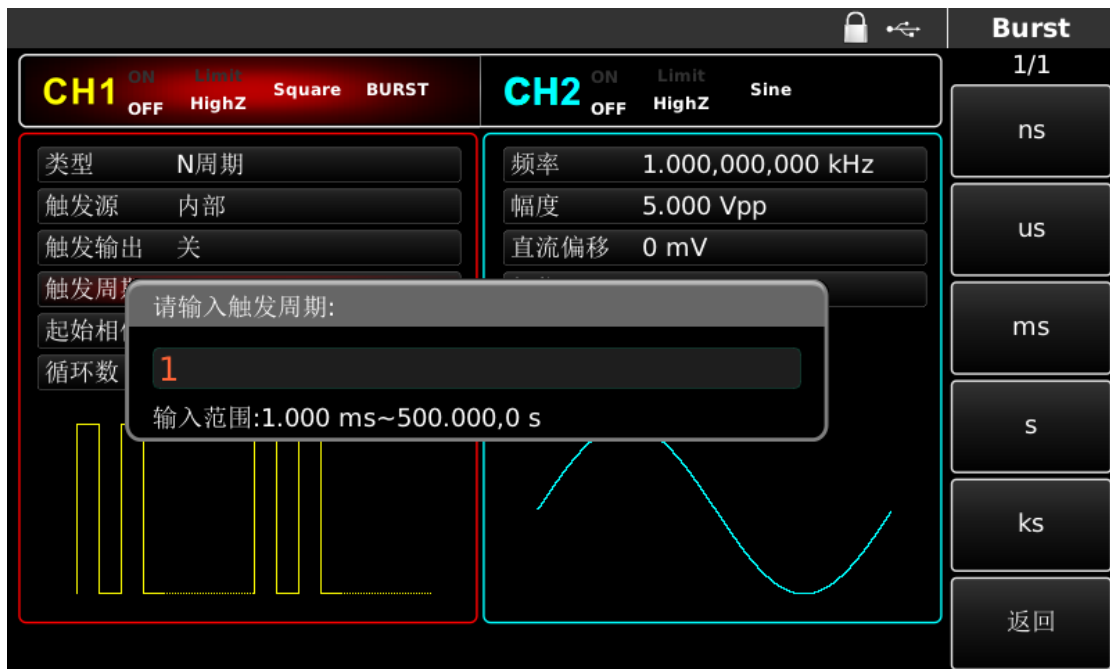 Burst
1/1
CH1 ON OFF Limit HighZ Square BURST
CH2 ON OFF Limit HighZ Sine
类型 N周期
触发源 内部
触发输出 关
触发周
起始相
循环数
频率 1.000,000,000 kHz
幅度 5.000 Vpp
直流偏移 0 mV
请输入触发周期:
1
输入范围:1.000 ms~500.000,0 s
ns
us
ms
s
ks
返回